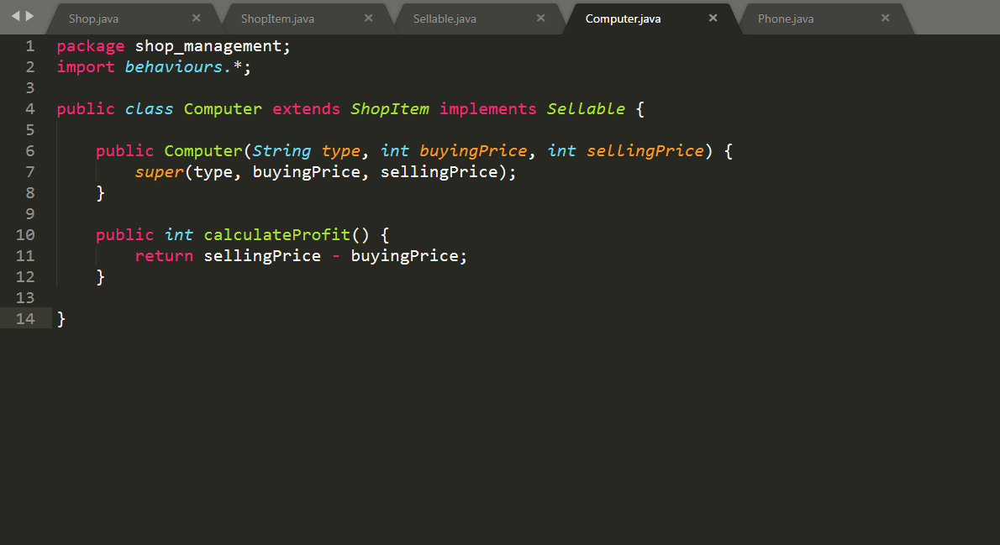 Shop.java × ShopItem.java × Sellable.java × Computer.java × Phone.java ×
1 package shop_management;
2 import behaviours.*;
3
4 public class Computer extends ShopItem implements Sellable {
5
6     public Computer(String type, int buyingPrice, int sellingPrice) {
7         super(type, buyingPrice, sellingPrice);
8     }
9
10     public int calculateProfit() {
11         return sellingPrice - buyingPrice;
12     }
13
14 }